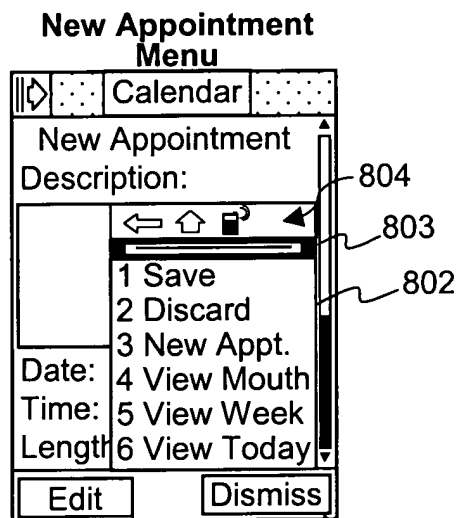 New Appointment
Menu
Calendar
New Appointment
Description:
804
803
802
1 Save
2 Discard
3 New Appt.
4 View Mouth
5 View Week
6 View Today
Date:
Time:
Length
Edit
Dismiss